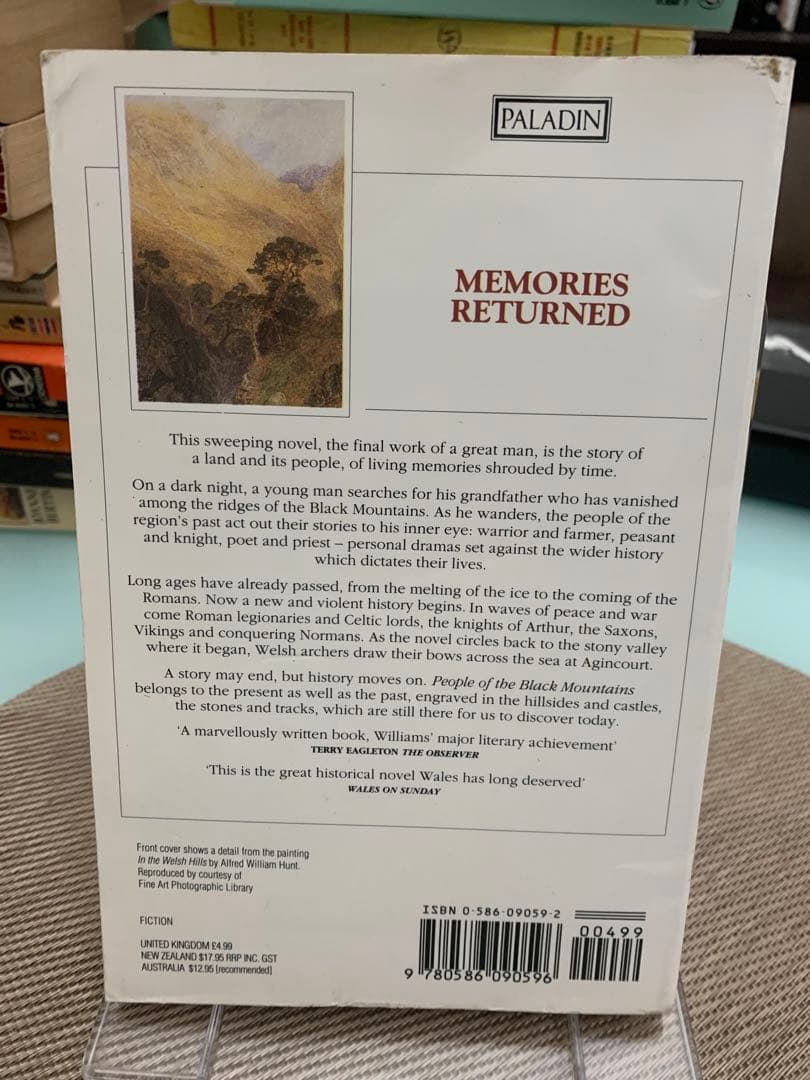 PALADIN
MEMORIES
RETURNED
This sweeping novel, the final work of a great man, is the story of
a land and its people, of living memories shrouded by time.
On a dark night, a young man searches for his grandfather who has vanished
among the ridges of the Black Mountains. As he wanders, the people of the
region's past act out their stories to his inner eye: warrior and farmer, peasant
and knight, poet and priest – personal dramas set against the wider history
which dictates their lives.
Long ages have already passed, from the melting of the ice to the coming of the
Romans. Now a new and violent history begins. In waves of peace and war
come Roman legionaries and Celtic lords, the knights of Arthur, the Saxons,
Vikings and conquering Normans. As the novel circles back to the stony valley
where it began, Welsh archers draw their bows across the sea at Agincourt.
A story may end, but history moves on. People of the Black Mountains
belongs to the present as well as the past, engraved in the hillsides and castles,
the stones and tracks, which are still there for us to discover today.
'A marvellously written book, Williams' major literary achievement'
TERRY EAGLETON THE OBSERVER
'This is the great historical novel Wales has long deserved'
WALES ON SUNDAY
Front cover shows a detail from the painting
In the Welsh Hills by Alfred William Hunt.
Reproduced by courtesy of
Fine Art Photographic Library
FICTION
UNITED KINGDOM £4.99
NEW ZEALAND $17.95 RRP INC. GST
AUSTRALIA $12.95 (recommended)
ISBN 0-586-09059-2
00499
9 780586 090596